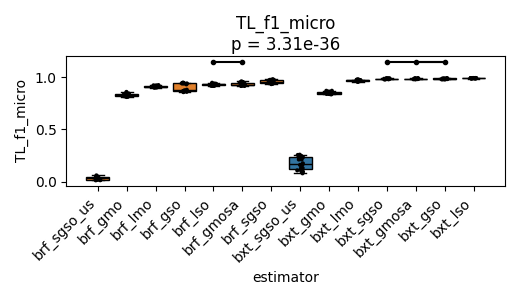 TL_f1_micro
p = 3.31e-36
TL_f1_micro
1.0
0.5
0.0
brf_sgso_us
brf_gmo
brf_lmo
brf_gso
brf_lso
brf_gmosa
brf_sgso
bxt_sgso_us
bxt_gmo
bxt_lmo
bxt_sgso
bxt_gmosa
bxt_gso
bxt_lso
estimator